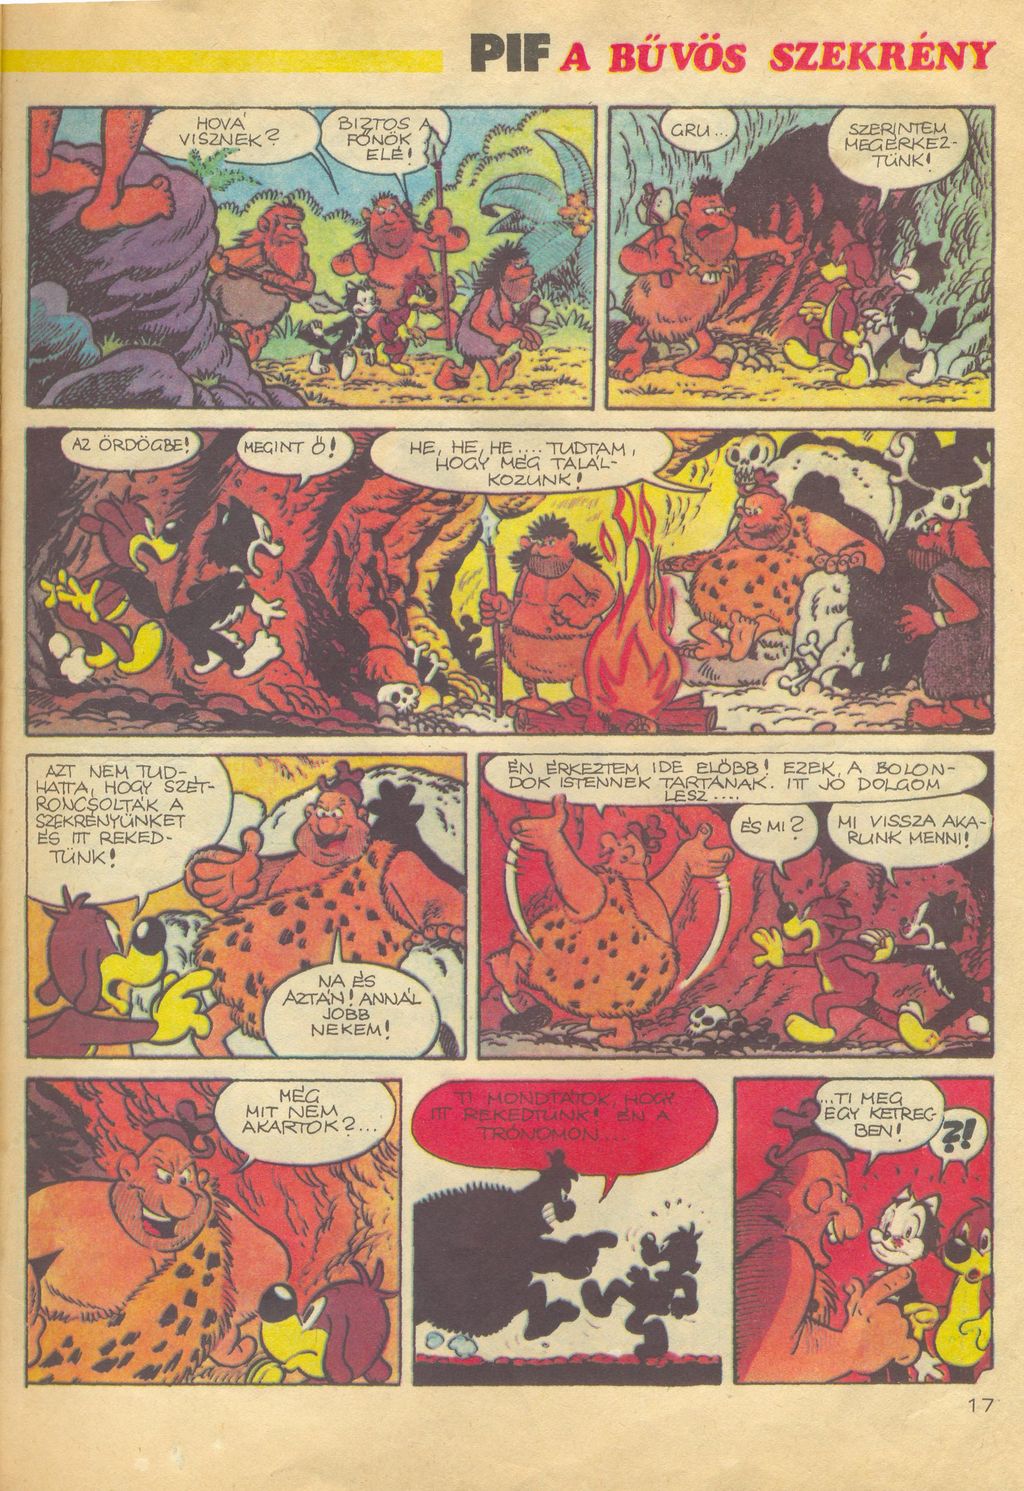 PIF A BŰVÖS SZEKRÉNY
HOVÁ
VISZNEK?
BIZTOS A
FŐNÖK
ELÉ!
GRU...
SZERINTEM
MEGÉRKEZ-
TÜNK!
AZ ÖRDÖGBE!
MEGINT Ő!
HE, HE, HE.... TUDTAM,
HOGY MÉG TALÁL-
KOZUNK!
AZT NEM TUD-
HATTA, HOGY SZÉT-
RONCSOLTÁK A
SZEKRÉNYÜNKET
ÉS ITT REKED-
TÜNK!
NA ÉS
AZTÁN! ANNÁL
JOBB
NEKEM!
ÉN ÉRKEZTEM IDE ELŐBB! EZEK A BOLON-
DOK ISTENNEK TARTANAK. ITT JÓ DOLGOM
LESZ....
ÉS MI?
MI VISSZA AKA-
RUNK MENNI!
MÉG
MIT NEM
AKARTOK?...
TI MONDTÁTOK, HOGY
ITT REKEDTÜNK! ÉN A
TRÓNOMON...
...TI MEG
EGY KETREC-
BEN!
?!
17